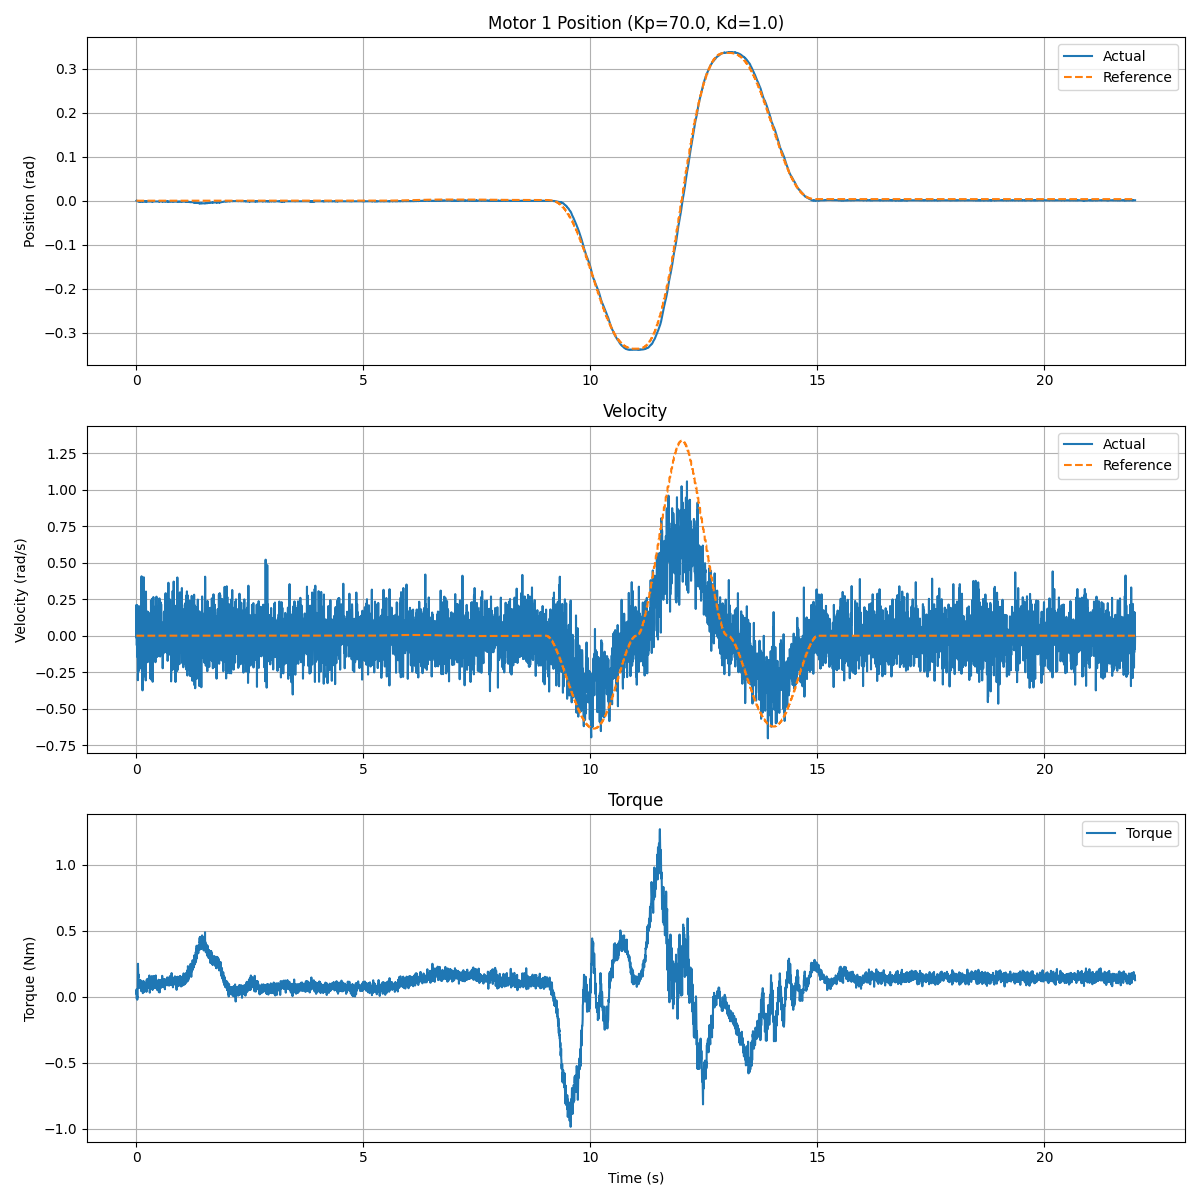 Motor 1 Position (Kp=70.0, Kd=1.0)
Actual
Reference
Position (rad)
0.3
0.2
0.1
0.0
−0.1
−0.2
−0.3
0 5 10 15 20
Velocity
Actual
Reference
Velocity (rad/s)
1.25
1.00
0.75
0.50
0.25
0.00
−0.25
−0.50
−0.75
0 5 10 15 20
Torque
Torque
Torque (Nm)
1.0
0.5
0.0
−0.5
−1.0
0 5 10 15 20
Time (s)